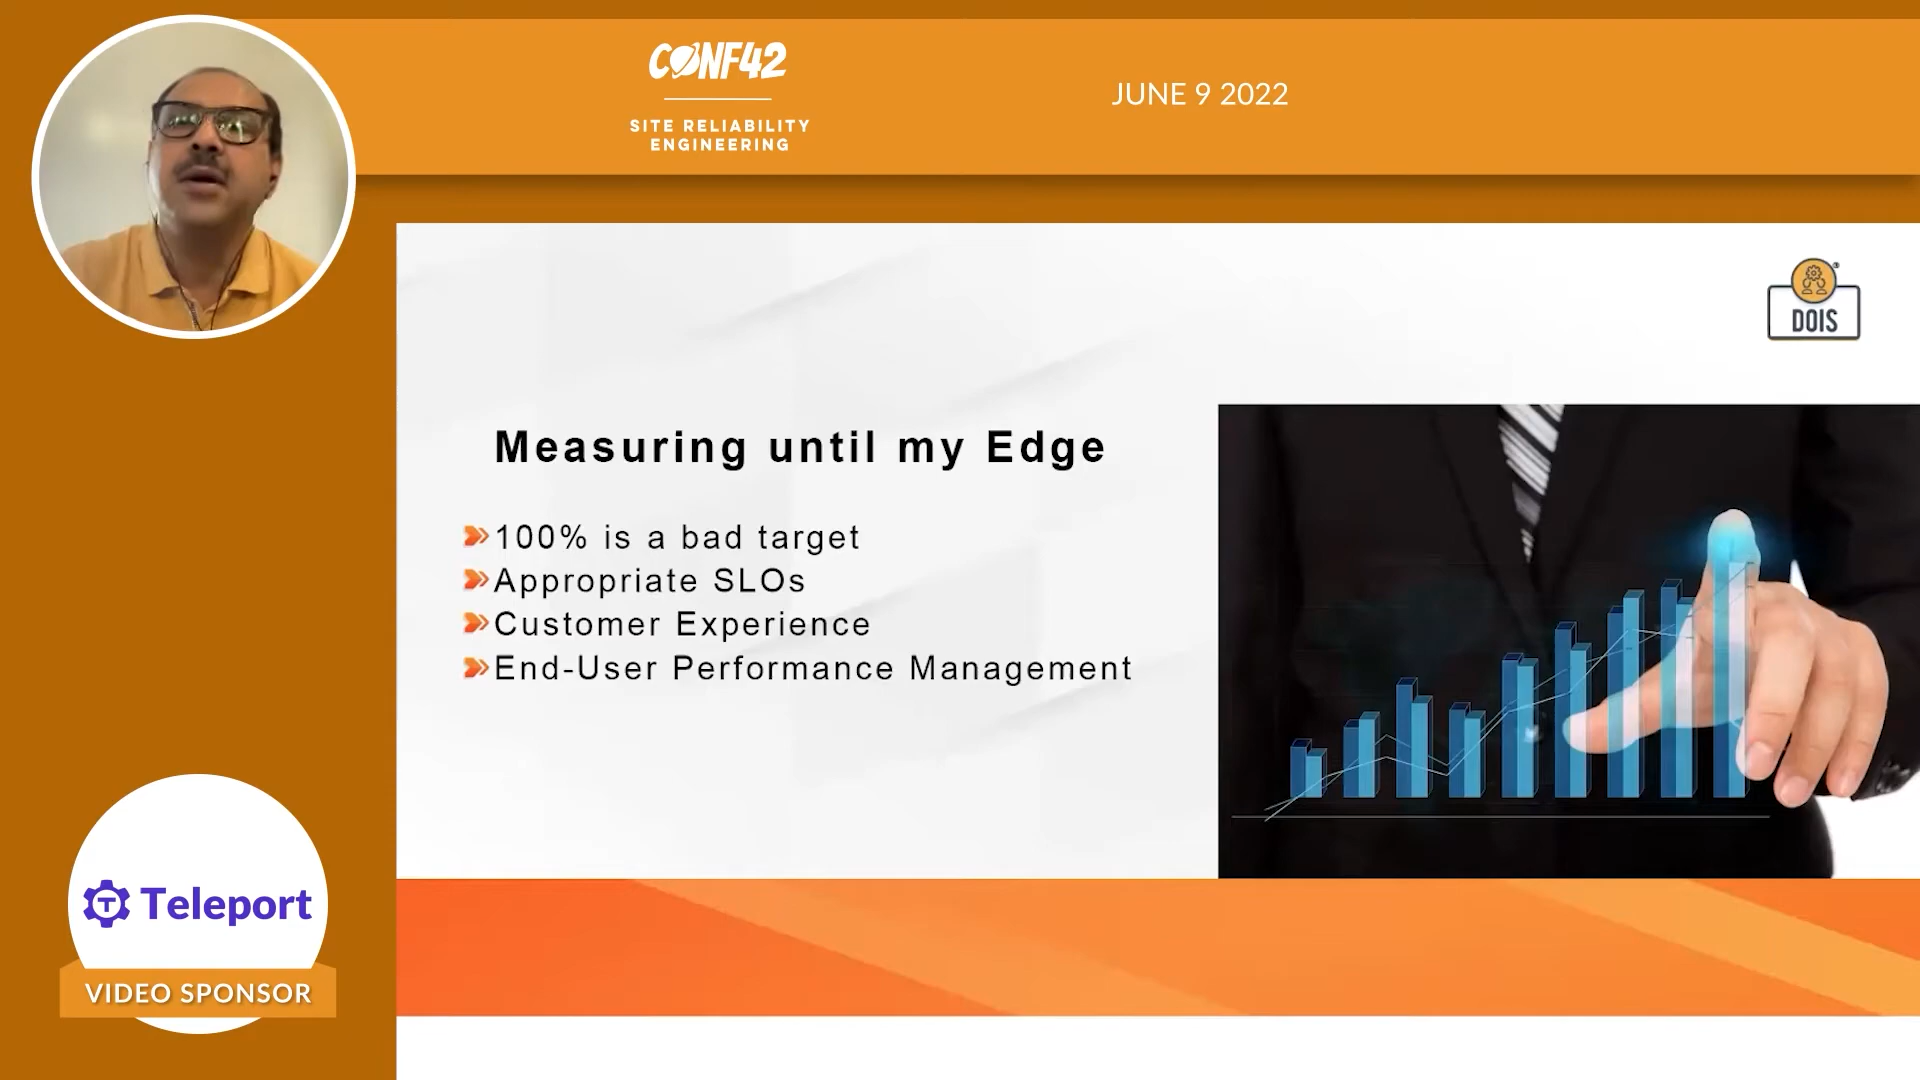 CONF42
SITE RELIABILITY
ENGINEERING
JUNE 9 2022
DOIS
Measuring until my Edge
100% is a bad target
Appropriate SLOs
Customer Experience
End-User Performance Management
Teleport
VIDEO SPONSOR